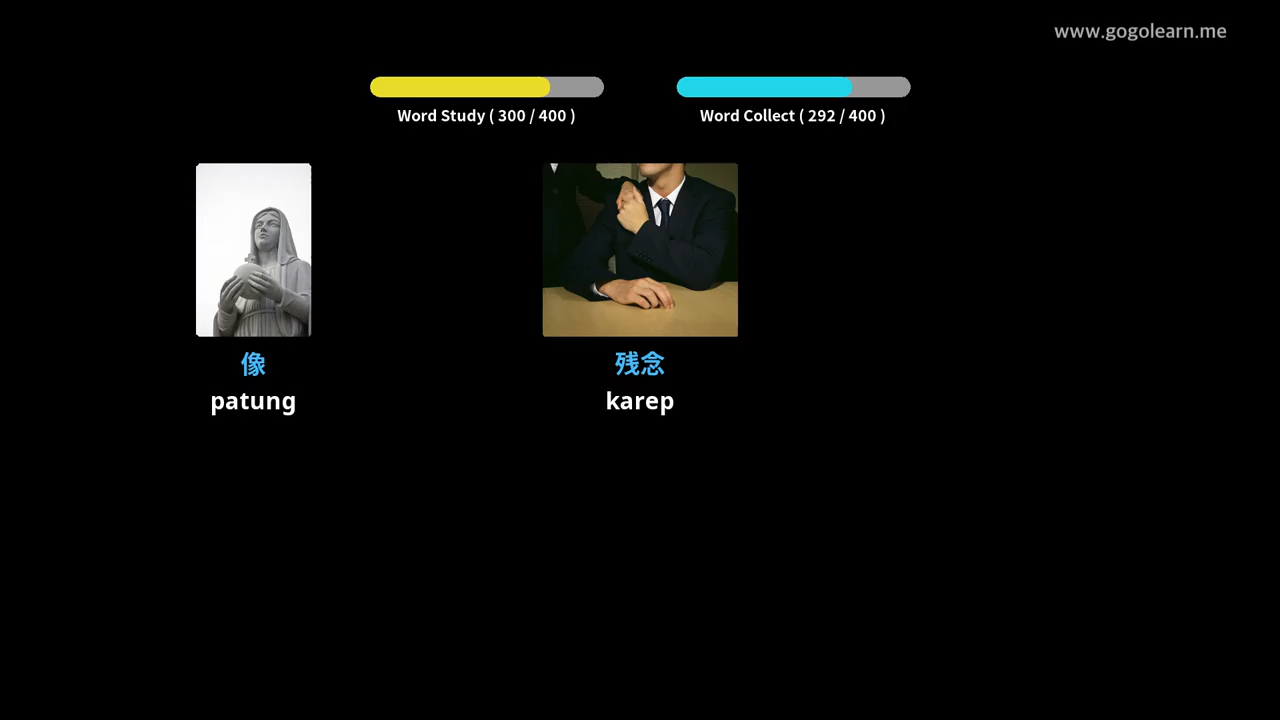 www.gogolearn.me
Word Study ( 300 / 400 )
Word Collect ( 292 / 400 )
像
patung
残念
karep